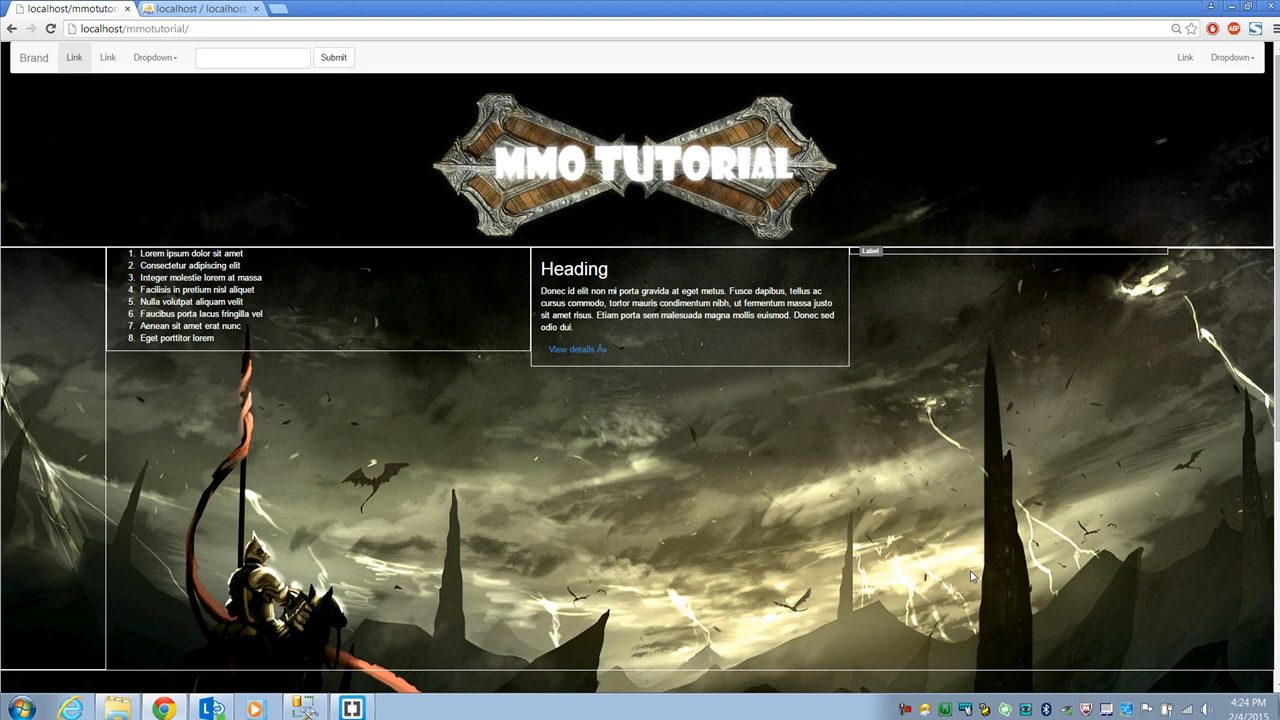 localhost/mmotutorial
localhost / localhost
localhost/mmotutorial/
Brand Link Link Dropdown Submit Link Dropdown
MMO TUTORIAL
1. Lorem ipsum dolor sit amet
2. Consectetur adipiscing elit
3. Integer molestie lorem at massa
4. Facilisis in pretium nisl aliquet
5. Nulla volutpat aliquam velit
6. Faucibus porta lacus fringilla vel
7. Aenean sit amet erat nunc
8. Eget porttitor lorem
Heading
Donec id elit non mi porta gravida at eget metus. Fusce dapibus, tellus ac
cursus commodo, tortor mauris condimentum nibh, ut fermentum massa justo
sit amet risus. Etiam porta sem malesuada magna mollis euismod. Donec sed
odio dui.
View details Â»
Label
ABP
4:24 PM
2/4/2015